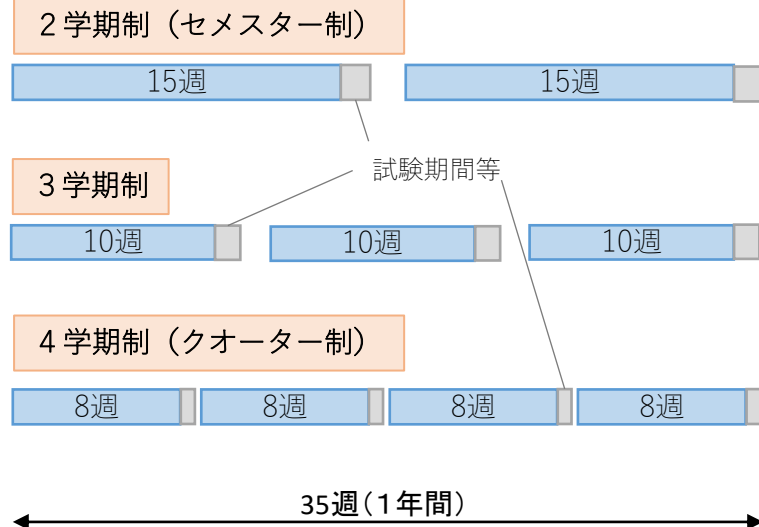 ２学期制（セメスター制）
15週
15週
試験期間等
３学期制
10週
10週
10週
４学期制（クオーター制）
8週
8週
8週
8週
35週（１年間）